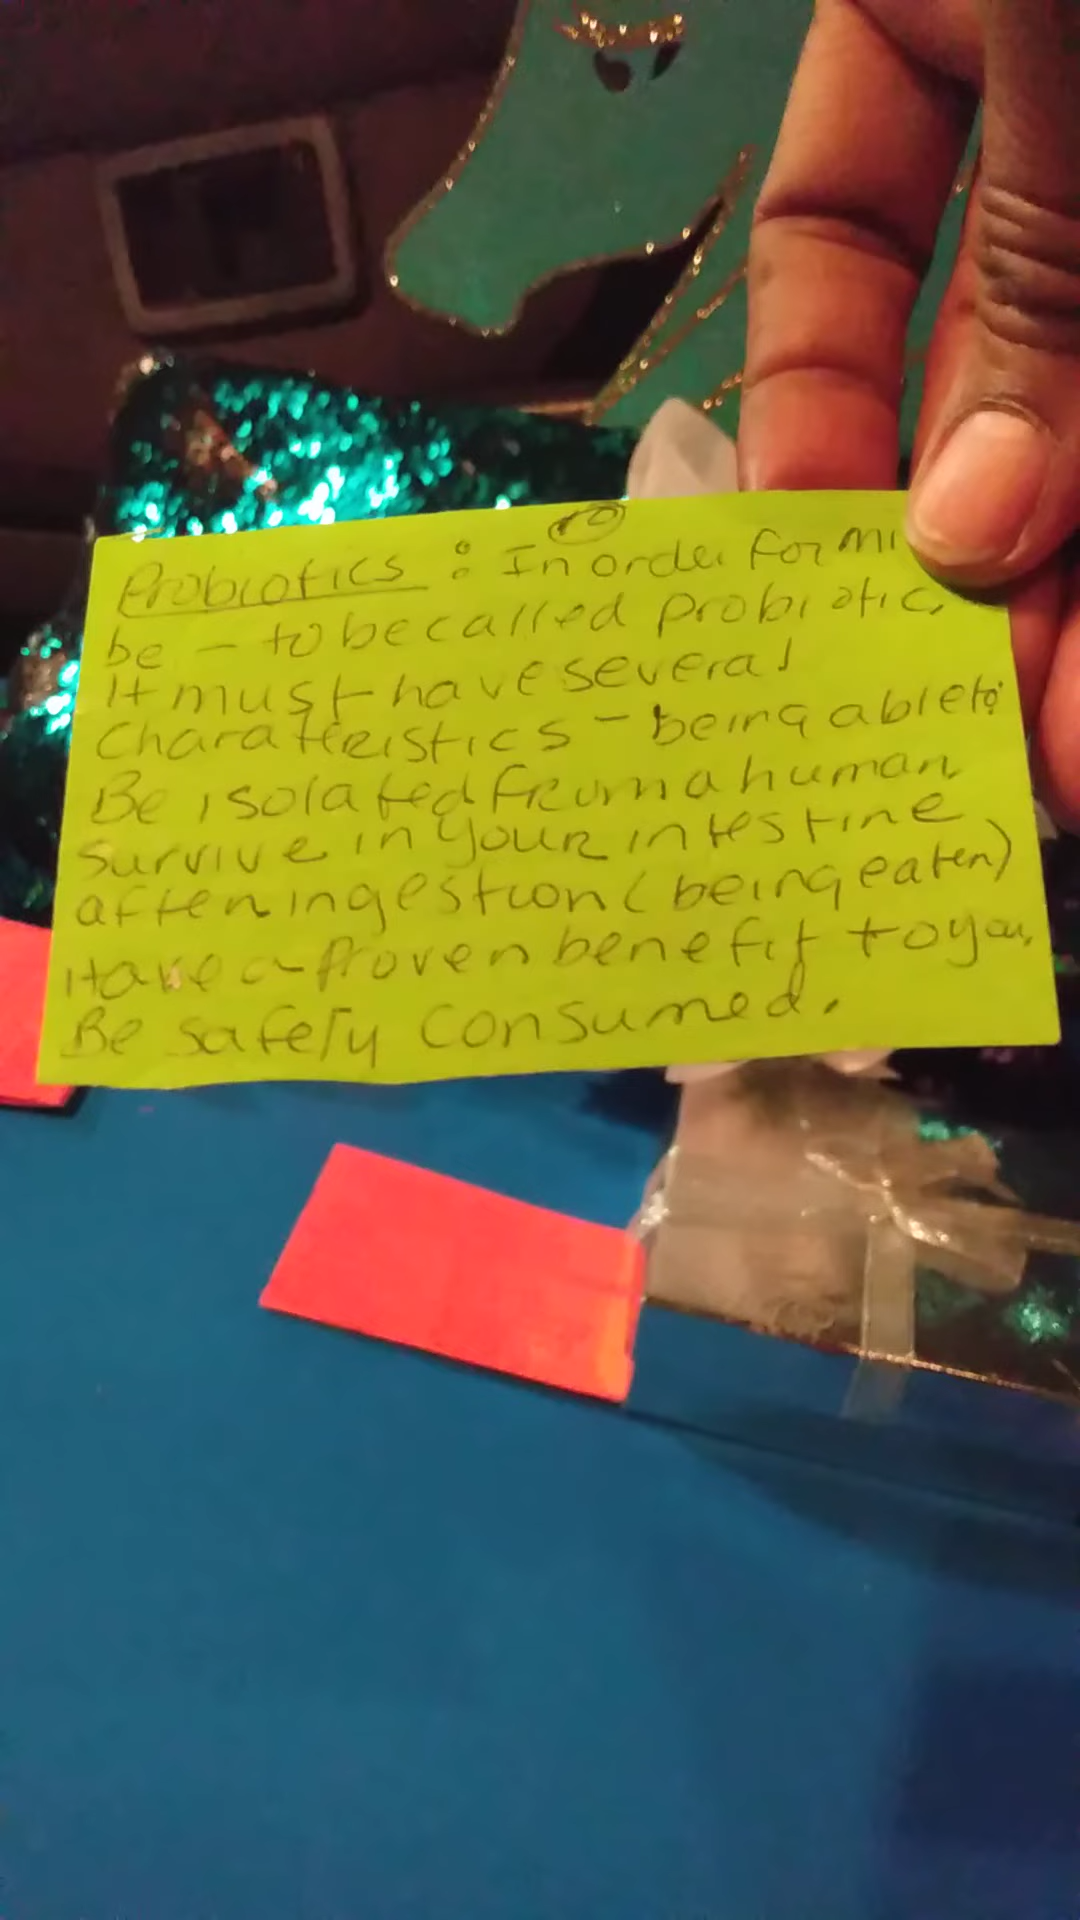 Probiotics : In order for mi
be - to be called probiotic,
It must have several
Charateristics - being able to:
Be isolated from a human
Survive in your intestine
after ingestion (being eaten)
Have a proven benefit to you,
Be safely consumed.